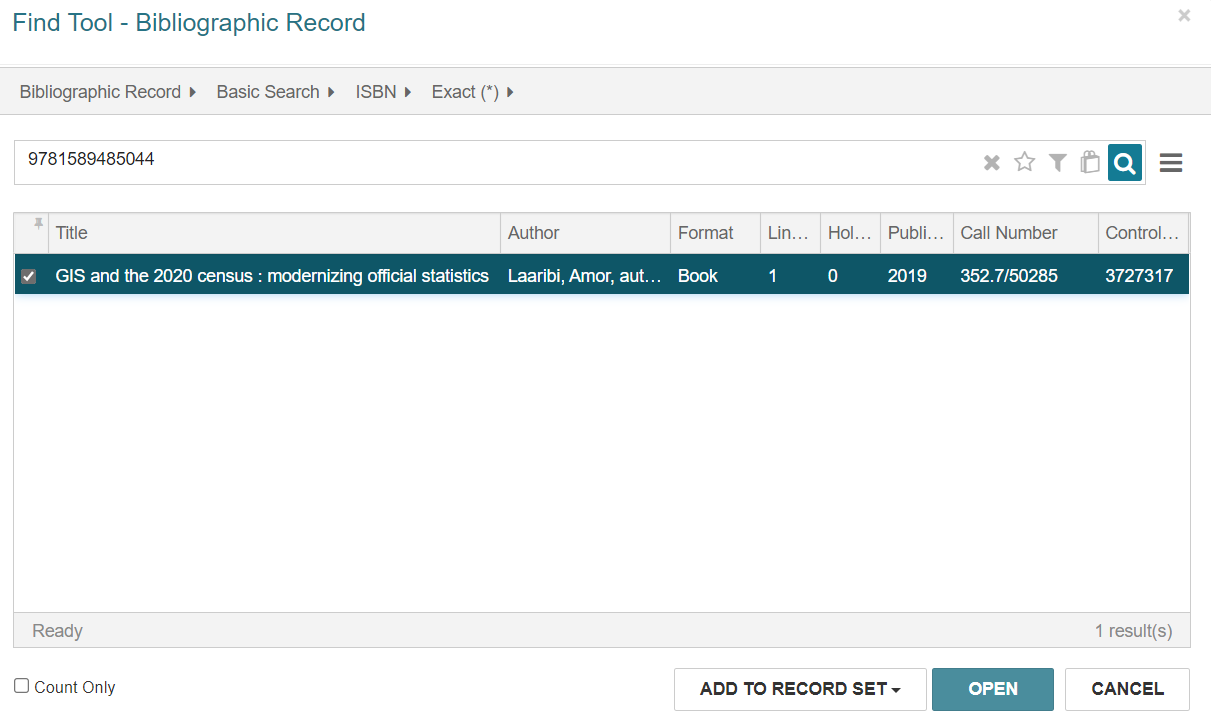 Find Tool - Bibliographic Record
Bibliographic Record Basic Search ISBN Exact (*)
9781589485044
Title Author Format Lin... Hol... Publi... Call Number Control...
GIS and the 2020 census : modernizing official statistics Laaribi, Amor, aut... Book 1 0 2019 352.7/50285 3727317
Ready 1 result(s)
Count Only ADD TO RECORD SET OPEN CANCEL